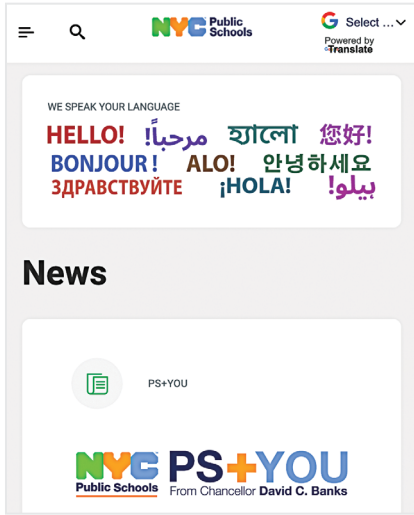 NYC Public Schools
Select ...
Powered by
Translate
WE SPEAK YOUR LANGUAGE
HELLO! مرحباً! হ্যালো 您好!
BONJOUR ! ALO! 안녕하세요
ЗДРАВСТВУЙТЕ ¡HOLA! ہیلو!
News
PS+YOU
NYC Public Schools
PS+YOU
From Chancellor David C. Banks